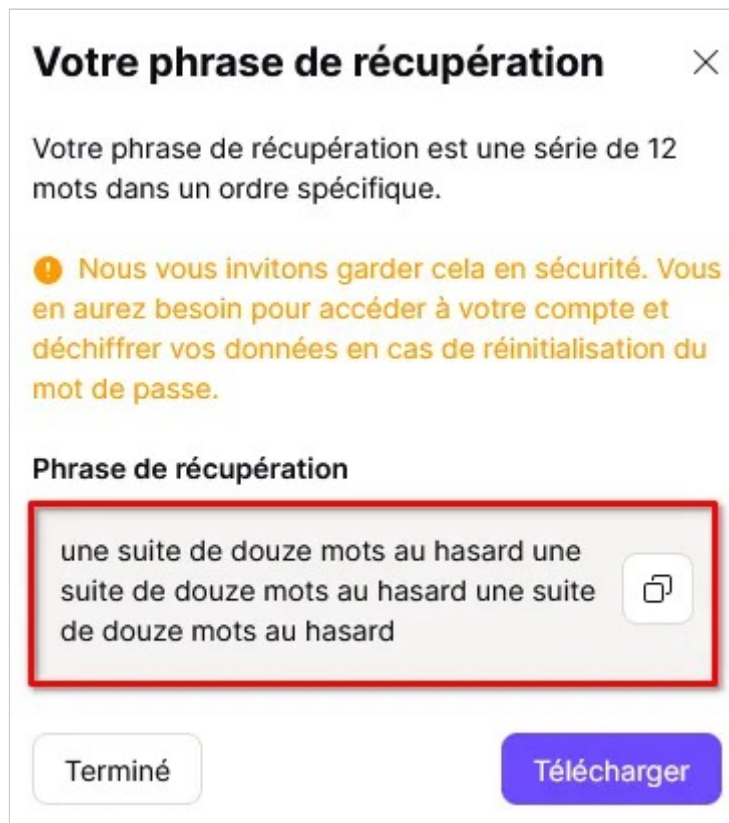 Votre phrase de récupération
Votre phrase de récupération est une série de 12
mots dans un ordre spécifique.
Nous vous invitons garder cela en sécurité. Vous
en aurez besoin pour accéder à votre compte et
déchiffrer vos données en cas de réinitialisation du
mot de passe.
Phrase de récupération
une suite de douze mots au hasard une
suite de douze mots au hasard une suite
de douze mots au hasard
Terminé
Télécharger